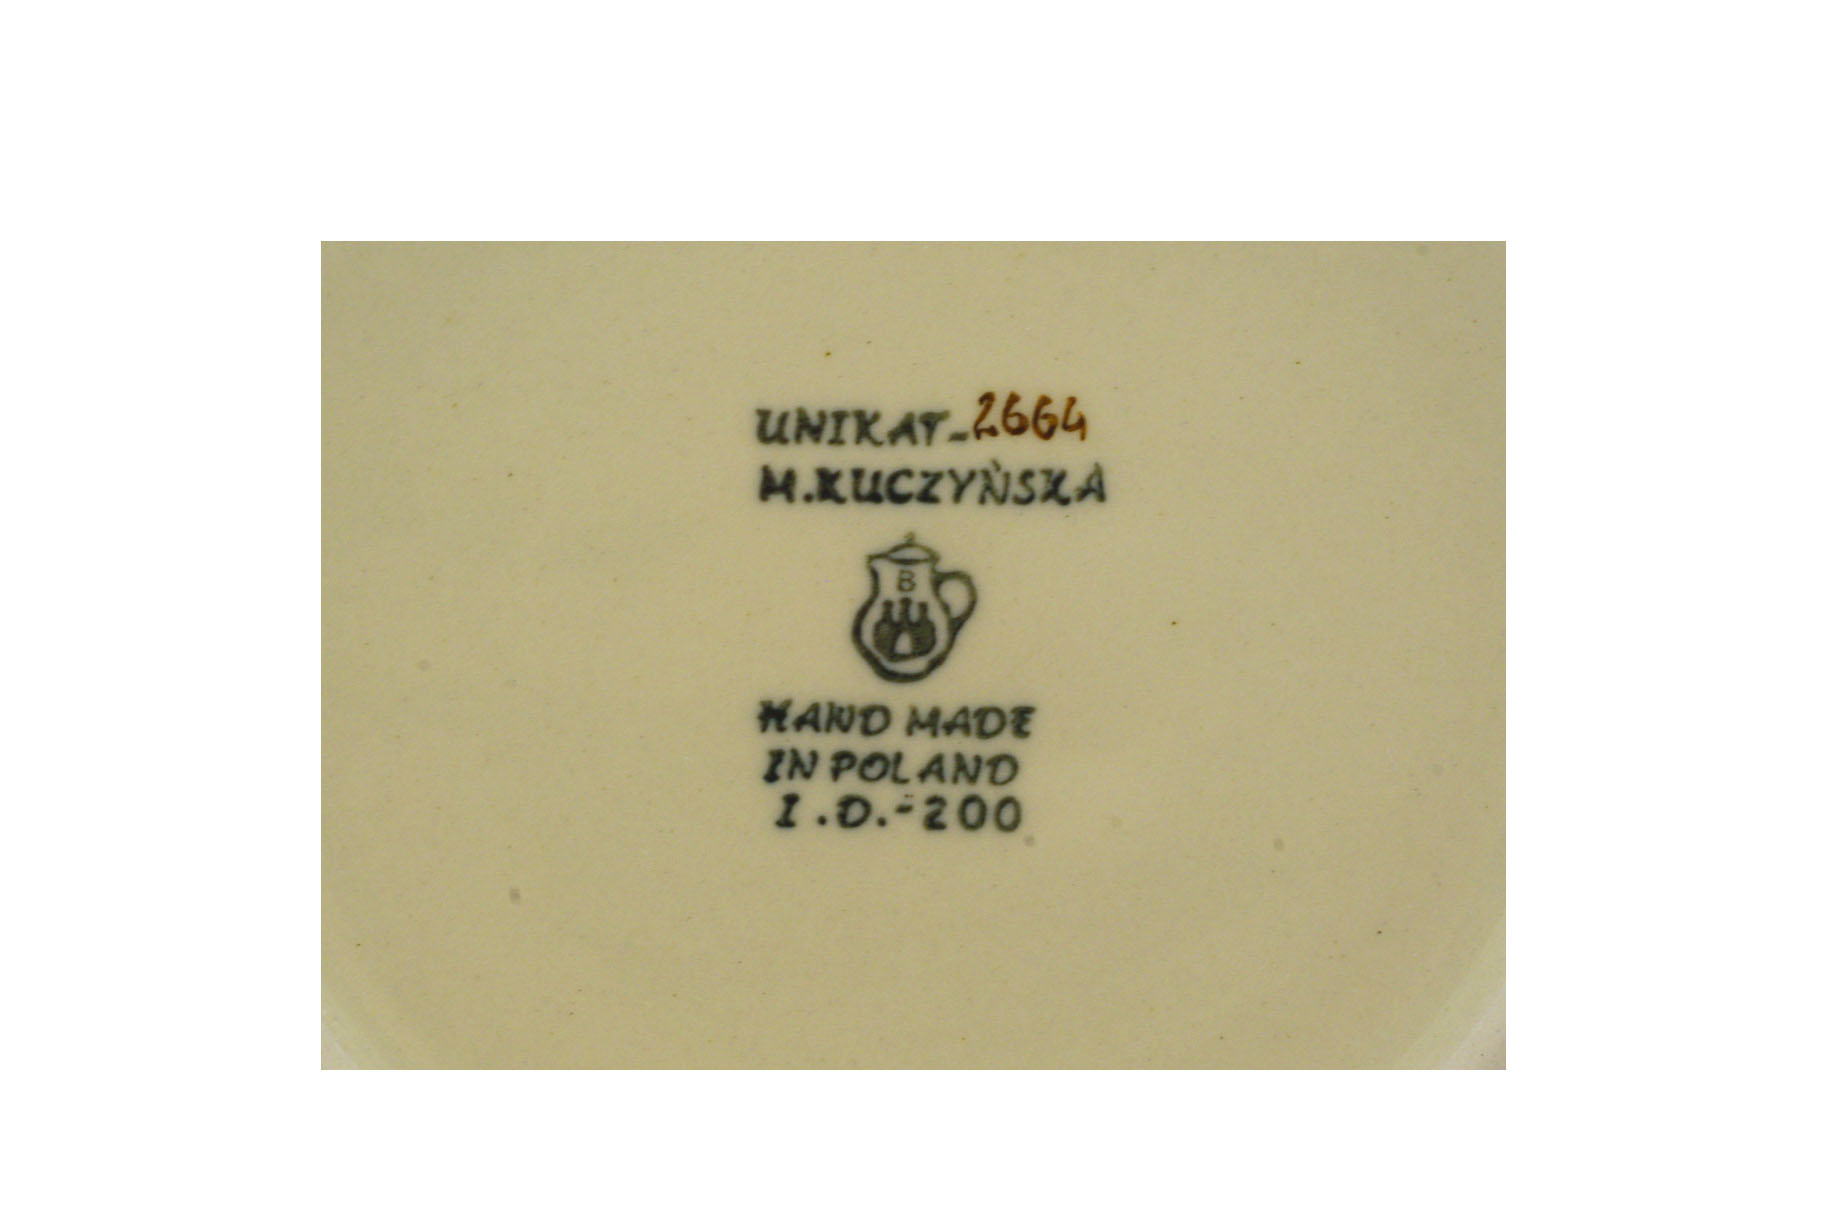 UNIKAT-2664
M.KUCZYŃSKA
B
HAND MADE
IN POLAND
I.D.-200